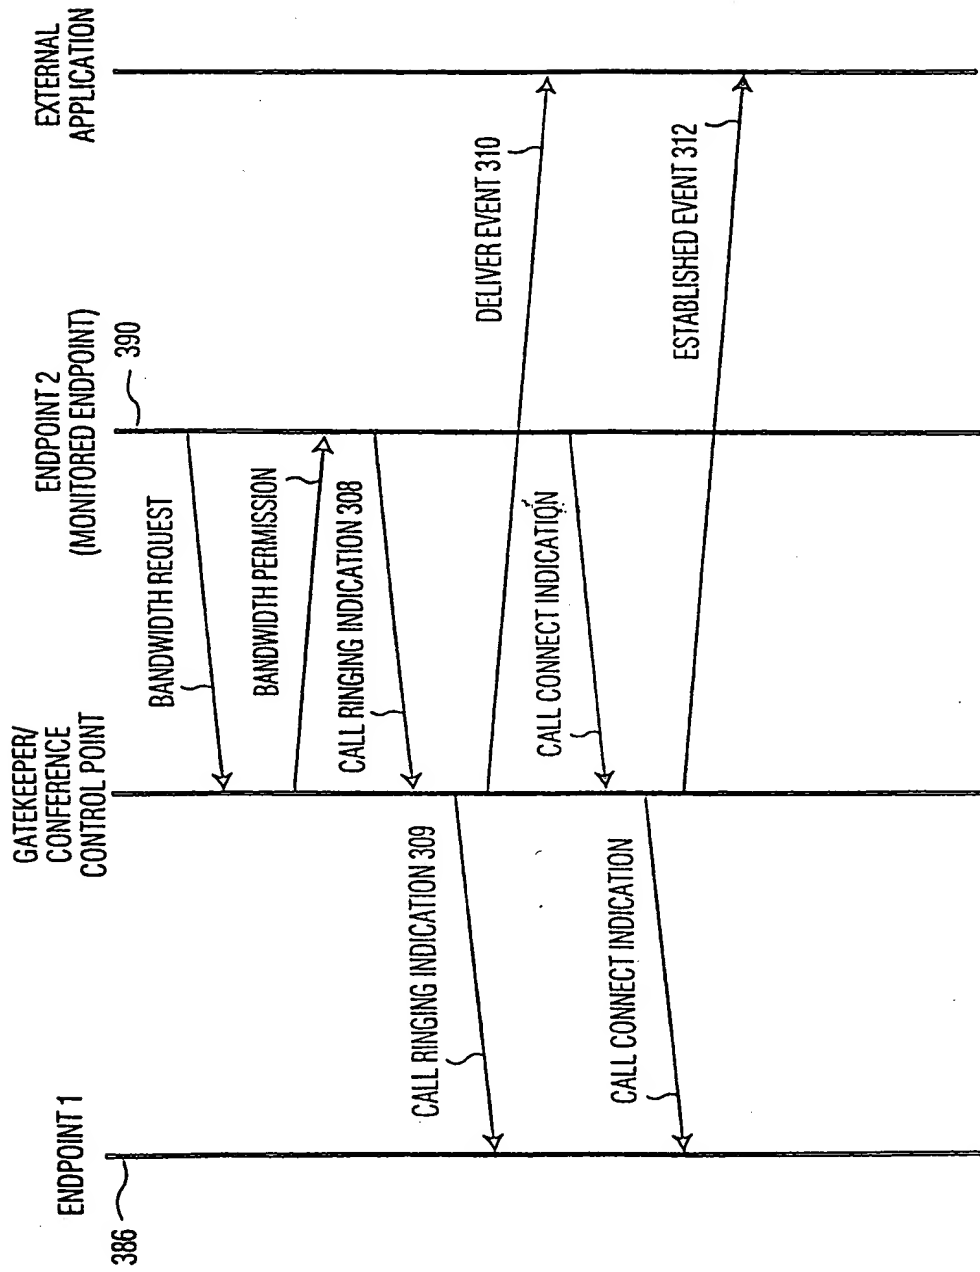 ENDPOINT 1
386
GATEKEEPER/
CONFERENCE
CONTROL POINT
ENDPOINT 2
(MONITORED ENDPOINT)
390
EXTERNAL
APPLICATION
BANDWIDTH REQUEST
BANDWIDTH PERMISSION
CALL RINGING INDICATION 308
CALL RINGING INDICATION 309
DELIVER EVENT 310
CALL CONNECT INDICATION
CALL CONNECT INDICATION
ESTABLISHED EVENT 312